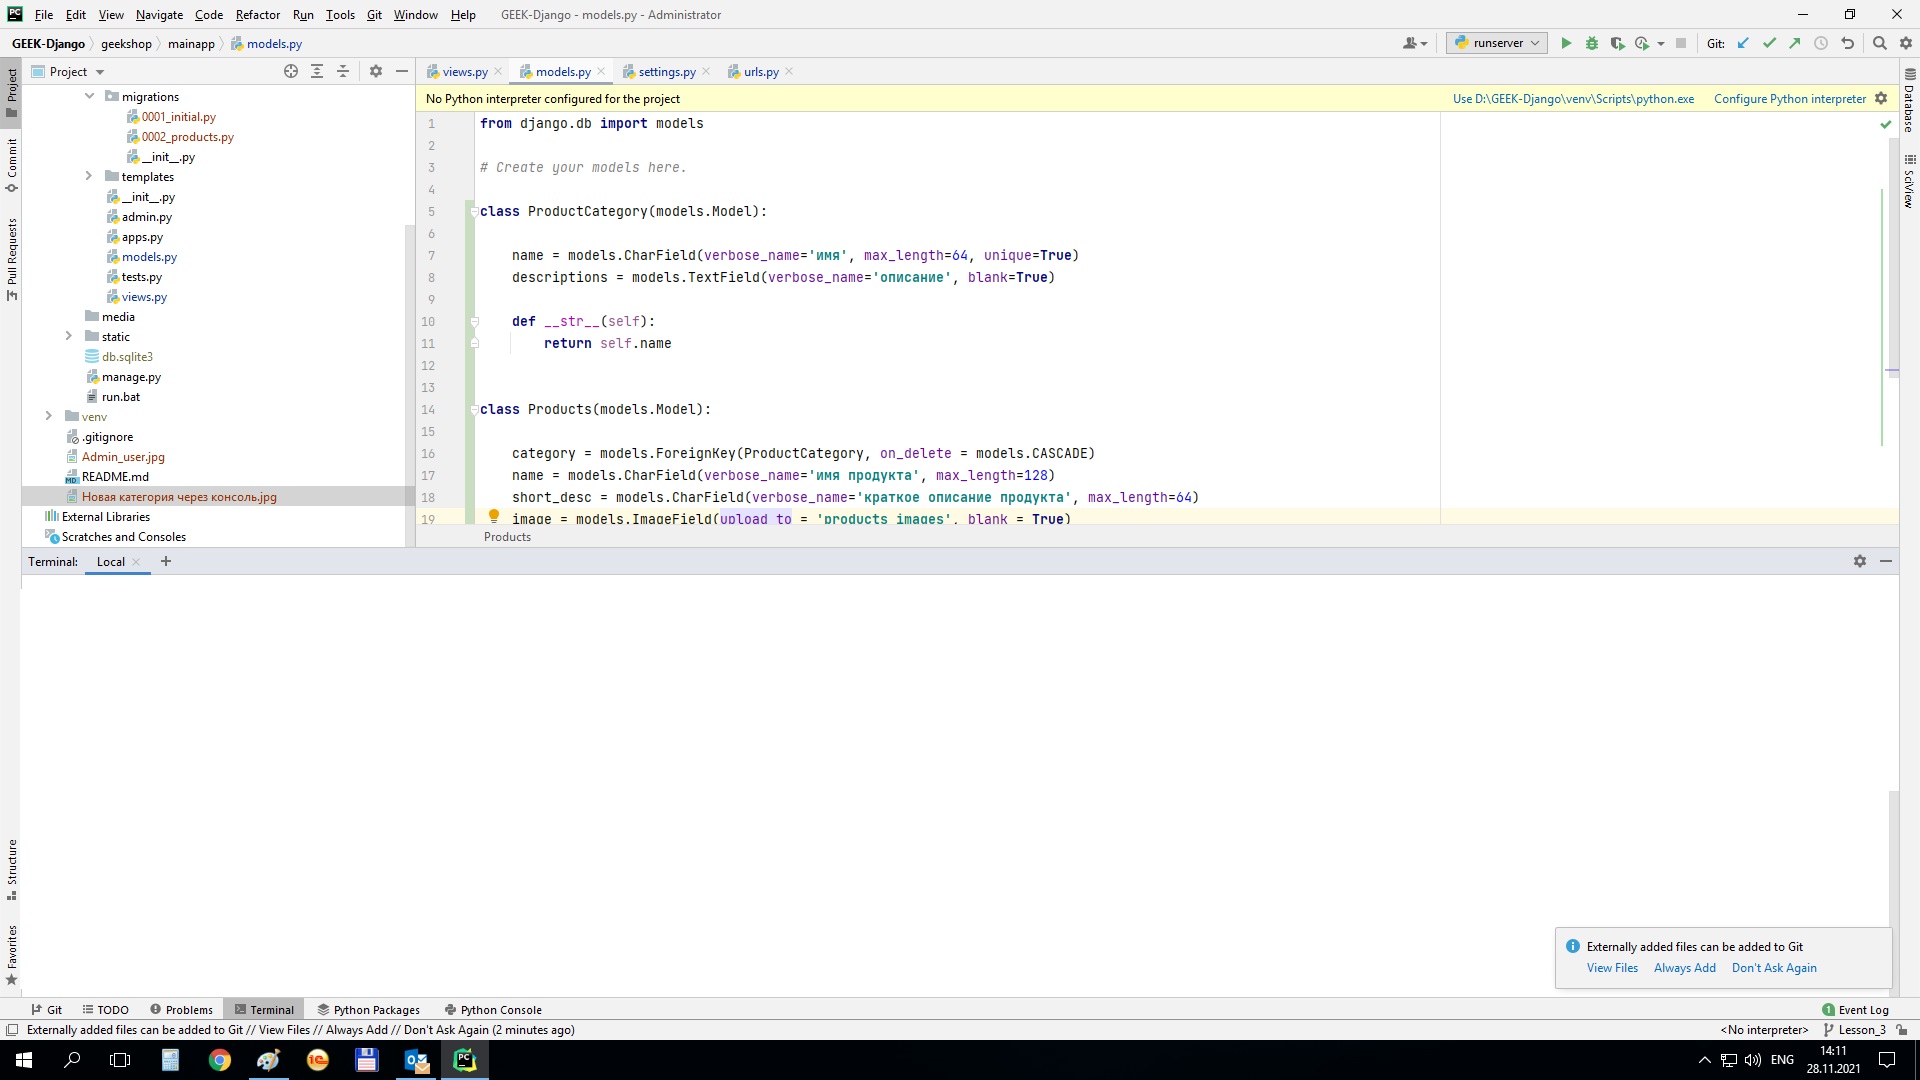 File Edit View Navigate Code Refactor Run Tools Git Window Help GEEK-Django - models.py - Administrator
GEEK-Django geekshop mainapp models.py runserver Git:
Project views.py models.py settings.py urls.py
No Python interpreter configured for the project Use D:\GEEK-Django\venv\Scripts\python.exe Configure Python interpreter
Project
Commit
Pull Requests
Structure
Favorites
migrations
0001_initial.py
0002_products.py
__init__.py
templates
__init__.py
admin.py
apps.py
models.py
tests.py
views.py
media
static
db.sqlite3
manage.py
run.bat
venv
.gitignore
Admin_user.jpg
README.md
Новая категория через консоль.jpg
External Libraries
Scratches and Consoles
1 from django.db import models
2
3 # Create your models here.
4
5 class ProductCategory(models.Model):
6
7 name = models.CharField(verbose_name='имя', max_length=64, unique=True)
8 descriptions = models.TextField(verbose_name='описание', blank=True)
9
10 def __str__(self):
11 return self.name
12
13
14 class Products(models.Model):
15
16 category = models.ForeignKey(ProductCategory, on_delete = models.CASCADE)
17 name = models.CharField(verbose_name='имя продукта', max_length=128)
18 short_desc = models.CharField(verbose_name='краткое описание продукта', max_length=64)
19 image = models.ImageField(upload_to = 'products_images', blank = True)
Products
Database
SciView
Terminal: Local
Externally added files can be added to Git
View Files Always Add Don't Ask Again
Git TODO Problems Terminal Python Packages Python Console 1 Event Log
Externally added files can be added to Git // View Files // Always Add // Don't Ask Again (2 minutes ago) <No interpreter> Lesson_3
ENG 14:11
28.11.2021